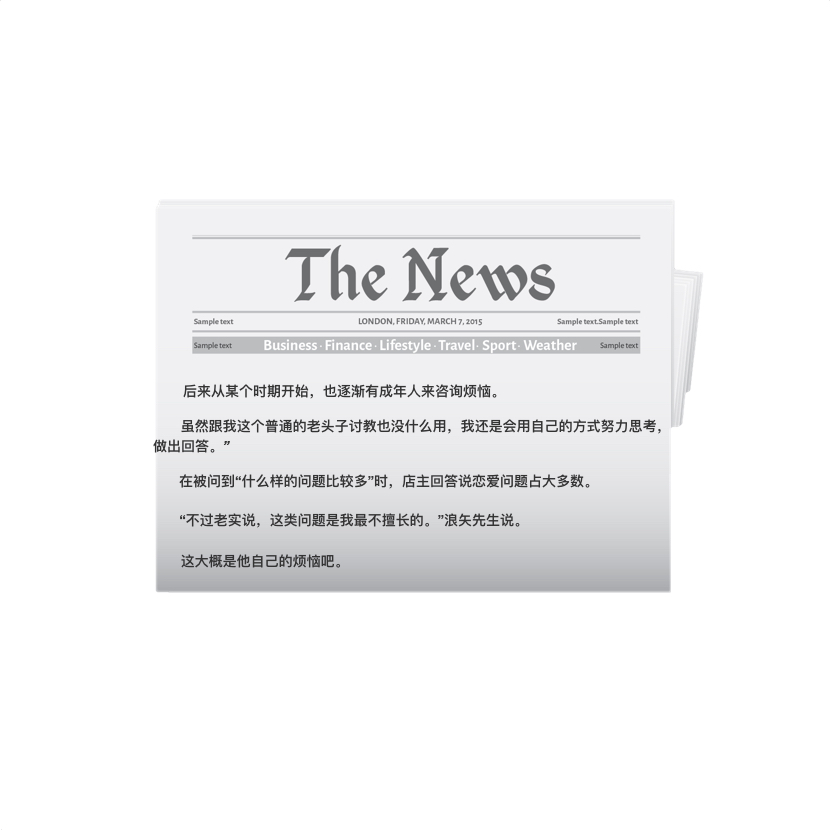 The News
Sample text LONDON, FRIDAY, MARCH 7, 2015 Sample text.Sample text
Sample text Business · Finance · Lifestyle · Travel · Sport · Weather Sample text
后来从某个时期开始，也逐渐有成年人来咨询烦恼。
虽然跟我这个普通的老头子讨教也没什么用，我还是会用自己的方式努力思考，
做出回答。”
在被问到“什么样的问题比较多”时，店主回答说恋爱问题占大多数。
“不过老实说，这类问题是我最不擅长的。”浪矢先生说。
这大概是他自己的烦恼吧。